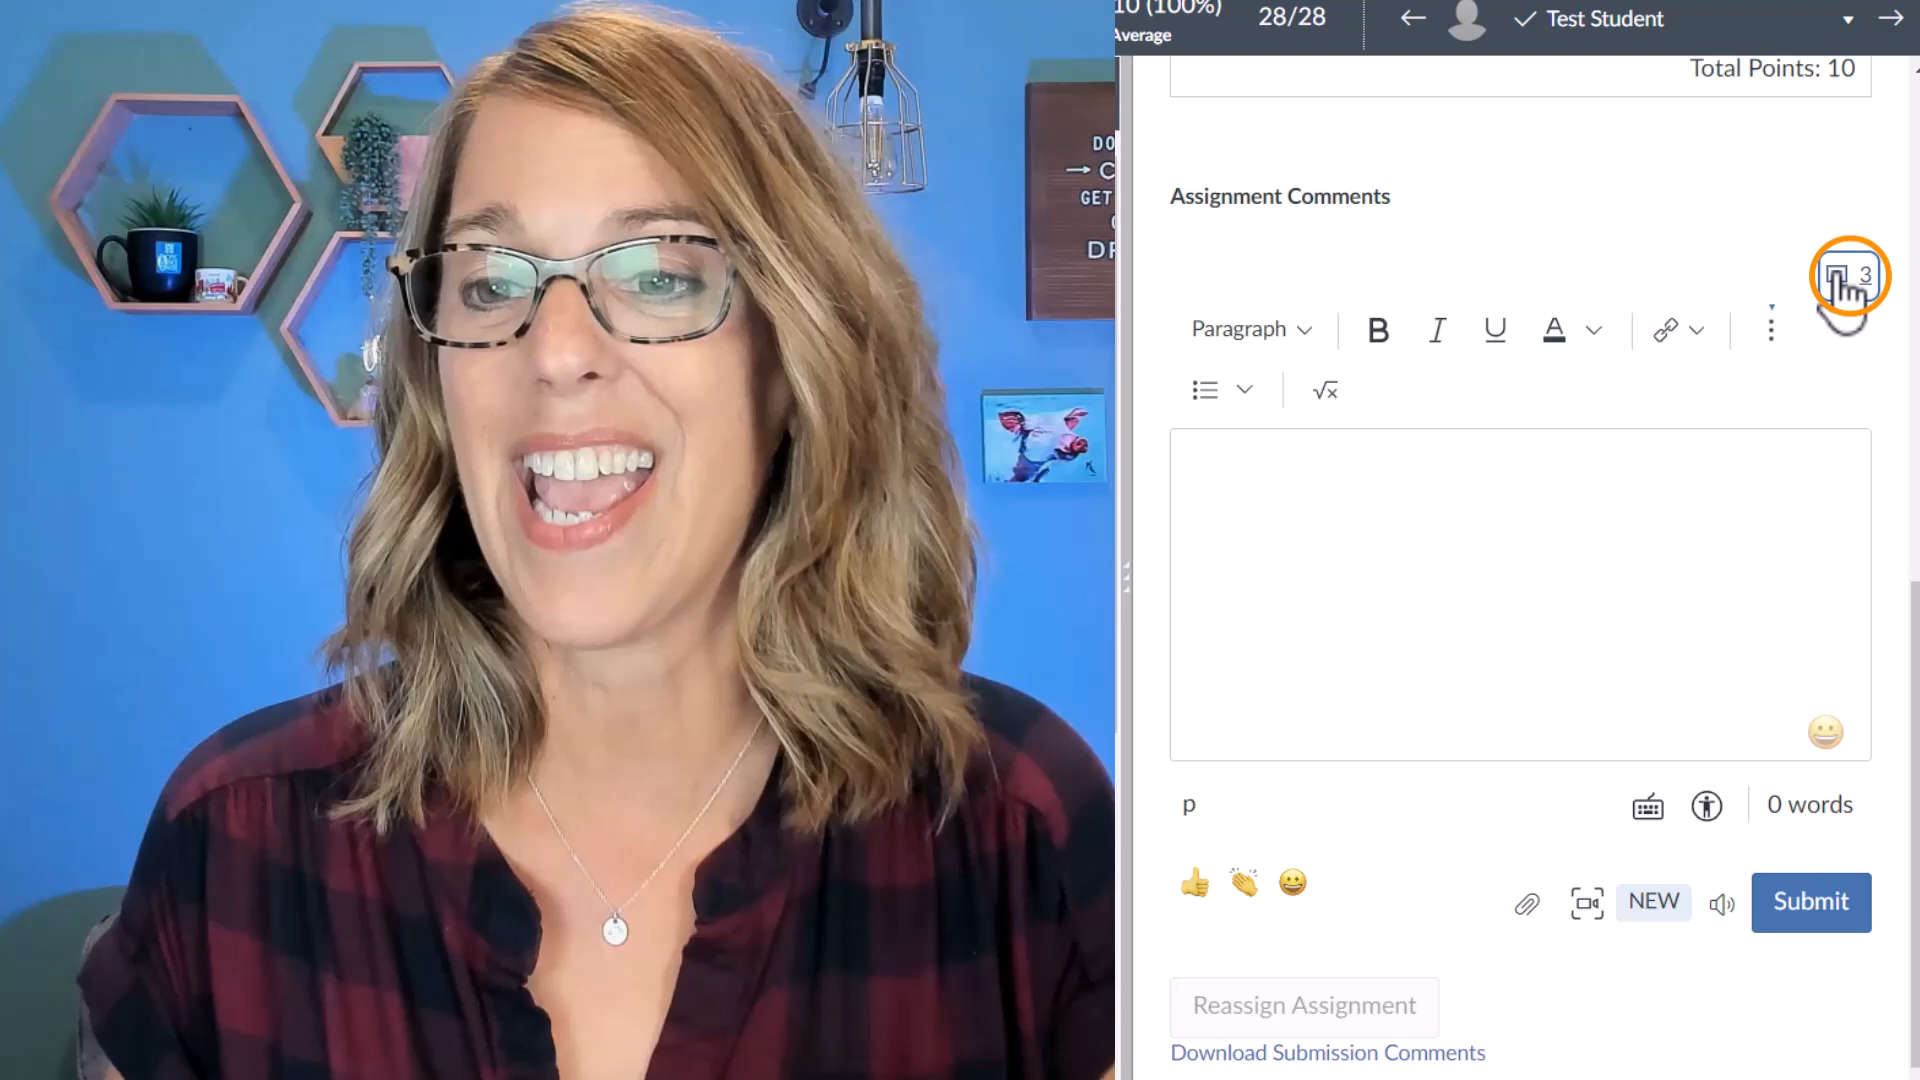 10 (100%)
Average
28/28
Test Student
Total Points: 10
Assignment Comments
3
Paragraph
B
I
U
A
√x
p
0 words
NEW
Submit
Reassign Assignment
Download Submission Comments
DO
→ C
GET